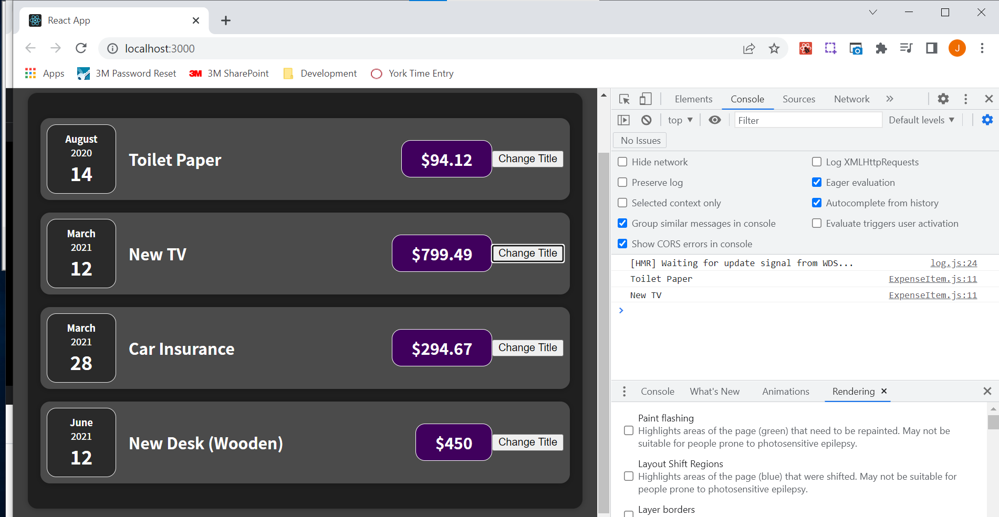 React App
localhost:3000
J
Apps
3M Password Reset
3M
3M SharePoint
Development
York Time Entry
August
2020
14
Toilet Paper
$94.12
Change Title
March
2021
12
New TV
$799.49
Change Title
March
2021
28
Car Insurance
$294.67
Change Title
June
2021
12
New Desk (Wooden)
$450
Change Title
Elements Console Sources Network
top
Filter
Default levels
No Issues
Hide network
Log XMLHttpRequests
Preserve log
Eager evaluation
Selected context only
Autocomplete from history
Group similar messages in console
Evaluate triggers user activation
Show CORS errors in console
[HMR] Waiting for update signal from WDS... log.js:24
Toilet Paper ExpenseItem.js:11
New TV ExpenseItem.js:11
Console What's New Animations Rendering
Paint flashing
Highlights areas of the page (green) that need to be repainted. May not be
suitable for people prone to photosensitive epilepsy.
Layout Shift Regions
Highlights areas of the page (blue) that were shifted. May not be suitable for
people prone to photosensitive epilepsy.
Layer borders